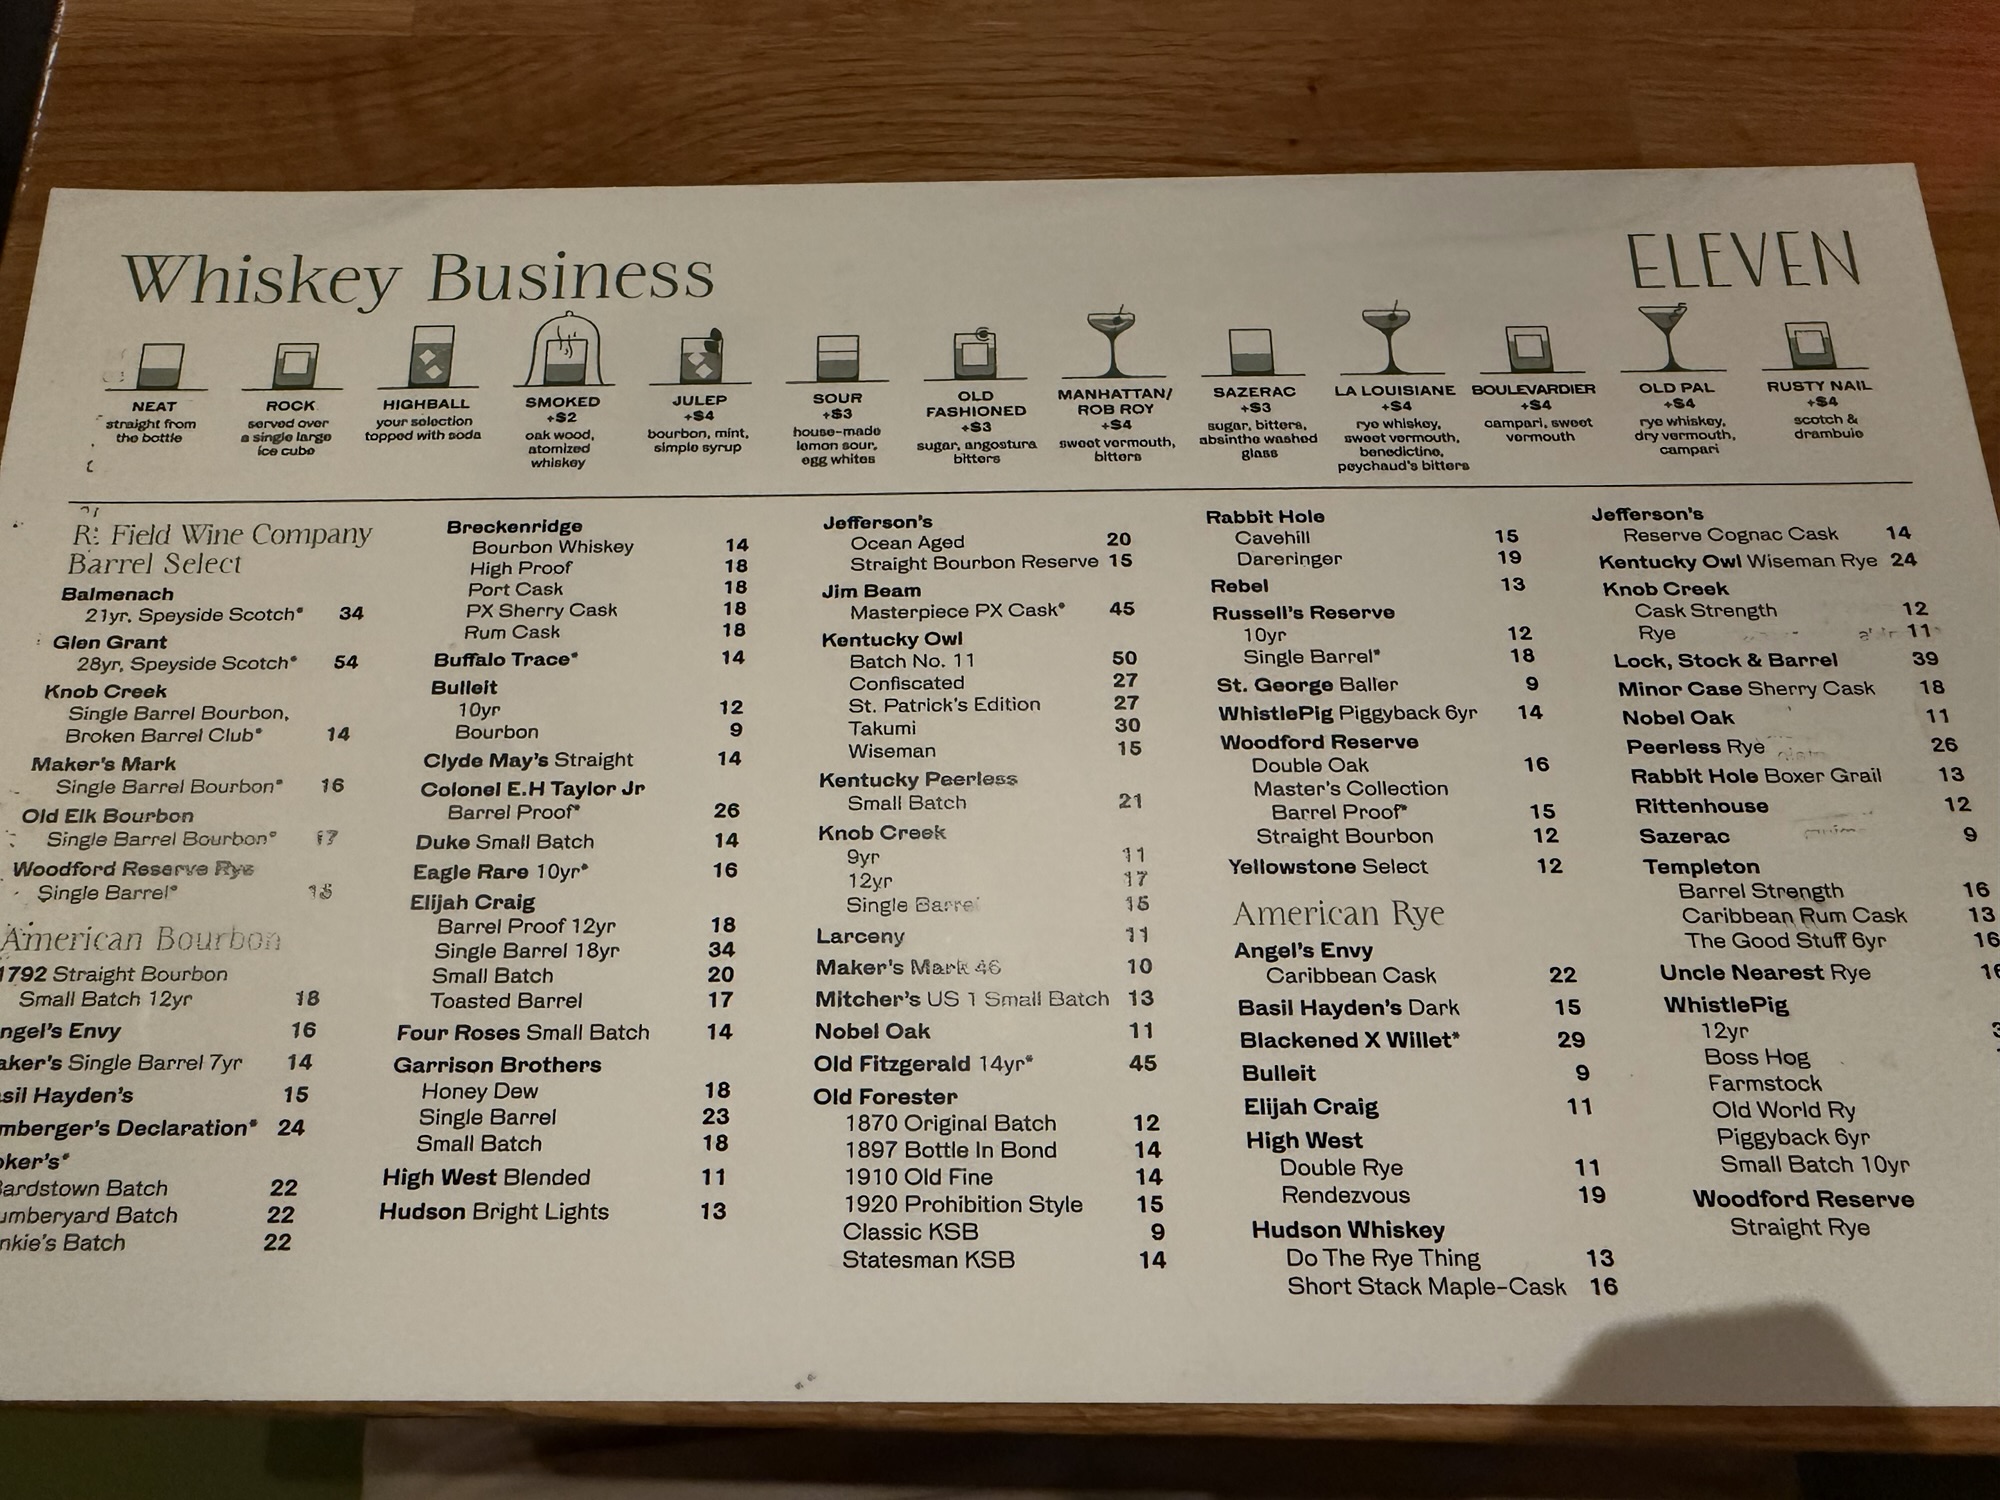 Whiskey Business
ELEVEN
NEAT
straight from
the bottle
ROCK
served over
a single large
ice cube
HIGHBALL
your selection
topped with soda
SMOKED
+$2
oak wood,
atomized
whiskey
JULEP
+$4
bourbon, mint,
simple syrup
SOUR
+$3
house-made
lemon sour,
egg whites
OLD
FASHIONED
+$3
sugar, angostura
bitters
MANHATTAN/
ROB ROY
+$4
sweet vermouth,
bitters
SAZERAC
+$3
sugar, bitters,
absinthe washed
glass
LA LOUISIANE
+$4
rye whiskey,
sweet vermouth,
benedictine,
peychaud's bitters
BOULEVARDIER
+$4
campari, sweet
vermouth
OLD PAL
+$4
rye whiskey,
dry vermouth,
campari
RUSTY NAIL
+$4
scotch &
drambuie
R: Field Wine Company
Barrel Select
Balmenach
21yr. Speyside Scotch* 34
Glen Grant
28yr, Speyside Scotch* 54
Knob Creek
Single Barrel Bourbon,
Broken Barrel Club* 14
Maker's Mark
Single Barrel Bourbon* 16
Old Elk Bourbon
Single Barrel Bourbon* 17
Woodford Reserve Rye
Single Barrel*
American Bourbon
1792 Straight Bourbon
Small Batch 12yr 18
ngel's Envy 16
aker's Single Barrel 7yr 14
sil Hayden's 15
mberger's Declaration* 24
oker's*
Bardstown Batch 22
umberyard Batch 22
nkie's Batch 22
Breckenridge
Bourbon Whiskey 14
High Proof 18
Port Cask 18
PX Sherry Cask 18
Rum Cask 18
Buffalo Trace* 14
Bulleit
10yr 12
Bourbon 9
Clyde May's Straight 14
Colonel E.H Taylor Jr
Barrel Proof* 26
Duke Small Batch 14
Eagle Rare 10yr* 16
Elijah Craig
Barrel Proof 12yr 18
Single Barrel 18yr 34
Small Batch 20
Toasted Barrel 17
Four Roses Small Batch 14
Garrison Brothers
Honey Dew 18
Single Barrel 23
Small Batch 18
High West Blended 11
Hudson Bright Lights 13
Jefferson's
Ocean Aged 20
Straight Bourbon Reserve 15
Jim Beam
Masterpiece PX Cask* 45
Kentucky Owl
Batch No. 11 50
Confiscated 27
St. Patrick's Edition 27
Takumi 30
Wiseman 15
Kentucky Peerless
Small Batch 21
Knob Creek
9yr 11
12yr 17
Single Barrel 15
Larceny 11
Maker's Mark 46 10
Mitcher's US 1 Small Batch 13
Nobel Oak 11
Old Fitzgerald 14yr* 45
Old Forester
1870 Original Batch 12
1897 Bottle In Bond 14
1910 Old Fine 14
1920 Prohibition Style 15
Classic KSB 9
Statesman KSB 14
Rabbit Hole
Cavehill 15
Dareringer 19
Rebel 13
Russell's Reserve
10yr 12
Single Barrel* 18
St. George Baller 9
WhistlePig Piggyback 6yr 14
Woodford Reserve
Double Oak 16
Master's Collection
Barrel Proof* 15
Straight Bourbon 12
Yellowstone Select 12
American Rye
Angel's Envy
Caribbean Cask 22
Basil Hayden's Dark 15
Blackened X Willet* 29
Bulleit 9
Elijah Craig 11
High West
Double Rye 11
Rendezvous 19
Hudson Whiskey
Do The Rye Thing 13
Short Stack Maple-Cask 16
Jefferson's
Reserve Cognac Cask 14
Kentucky Owl Wiseman Rye 24
Knob Creek
Cask Strength 12
Rye 11
Lock, Stock & Barrel 39
Minor Case Sherry Cask 18
Nobel Oak 11
Peerless Rye 26
Rabbit Hole Boxer Grail 13
Rittenhouse 12
Sazerac 9
Templeton
Barrel Strength 16
Caribbean Rum Cask 13
The Good Stuff 6yr 16
Uncle Nearest Rye
WhistlePig
12yr
Boss Hog
Farmstock
Old World Ry
Piggyback 6yr
Small Batch 10yr
Woodford Reserve
Straight Rye